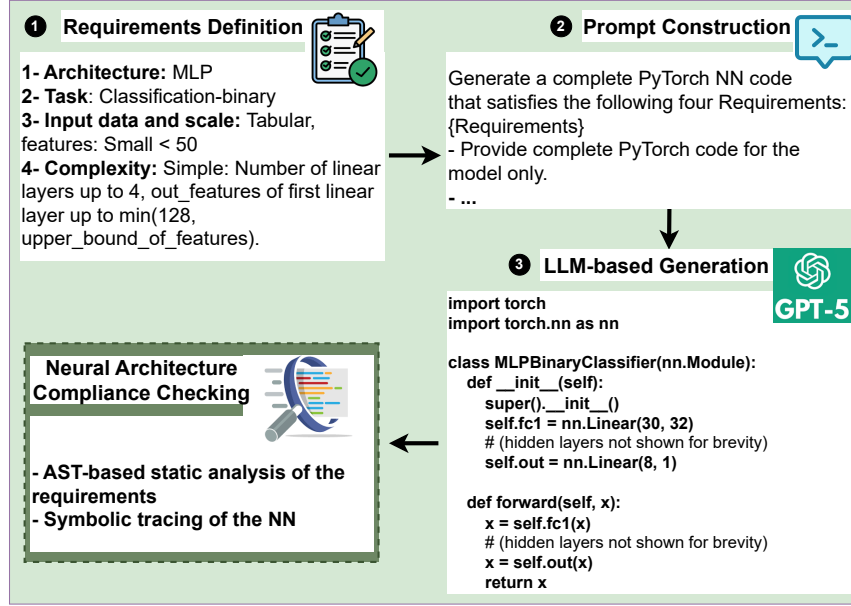 1 Requirements Definition
1- Architecture: MLP
2- Task: Classification-binary
3- Input data and scale: Tabular,
features: Small < 50
4- Complexity: Simple: Number of linear
layers up to 4, out_features of first linear
layer up to min(128,
upper_bound_of_features).
2 Prompt Construction
Generate a complete PyTorch NN code
that satisfies the following four Requirements:
{Requirements}
- Provide complete PyTorch code for the
model only.
- ...
3 LLM-based Generation
GPT-5
import torch
import torch.nn as nn
class MLPBinaryClassifier(nn.Module):
def __init__(self):
super().__init__()
self.fc1 = nn.Linear(30, 32)
# (hidden layers not shown for brevity)
self.out = nn.Linear(8, 1)
def forward(self, x):
x = self.fc1(x)
# (hidden layers not shown for brevity)
x = self.out(x)
return x
Neural Architecture
Compliance Checking
- AST-based static analysis of the
requirements
- Symbolic tracing of the NN